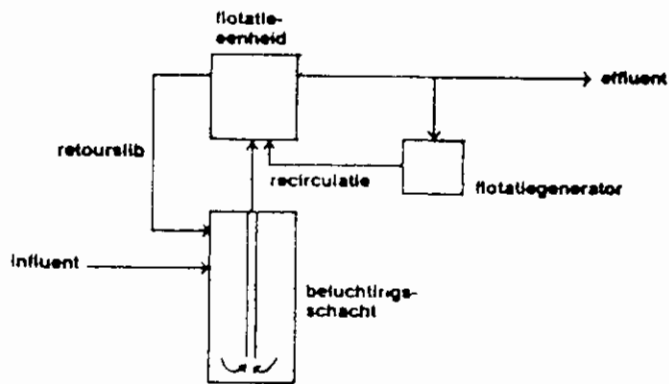 flotatie-
eenheid
effluent
retourslib
recirculatie
flotatiegenerator
influent
beluchtings-
schacht